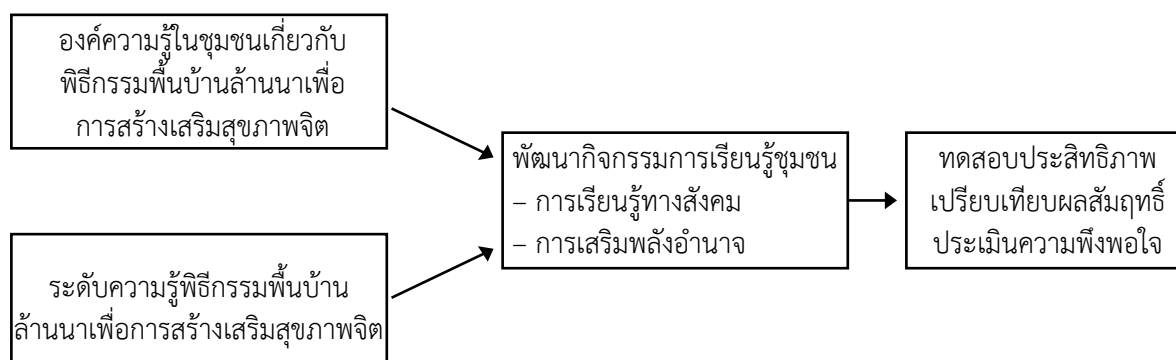 องค์ความรู้ในชุมชนเกี่ยวกับ
พิธีกรรมพื้นบ้านล้านนาเพื่อ
การสร้างเสริมสุขภาพจิต
ระดับความรู้พิธีกรรมพื้นบ้าน
ล้านนาเพื่อการสร้างเสริมสุขภาพจิต
พัฒนากิจกรรมการเรียนรู้ชุมชน
– การเรียนรู้ทางสังคม
– การเสริมพลังอำนาจ
ทดสอบประสิทธิภาพ
เปรียบเทียบผลสัมฤทธิ์
ประเมินความพึงพอใจ